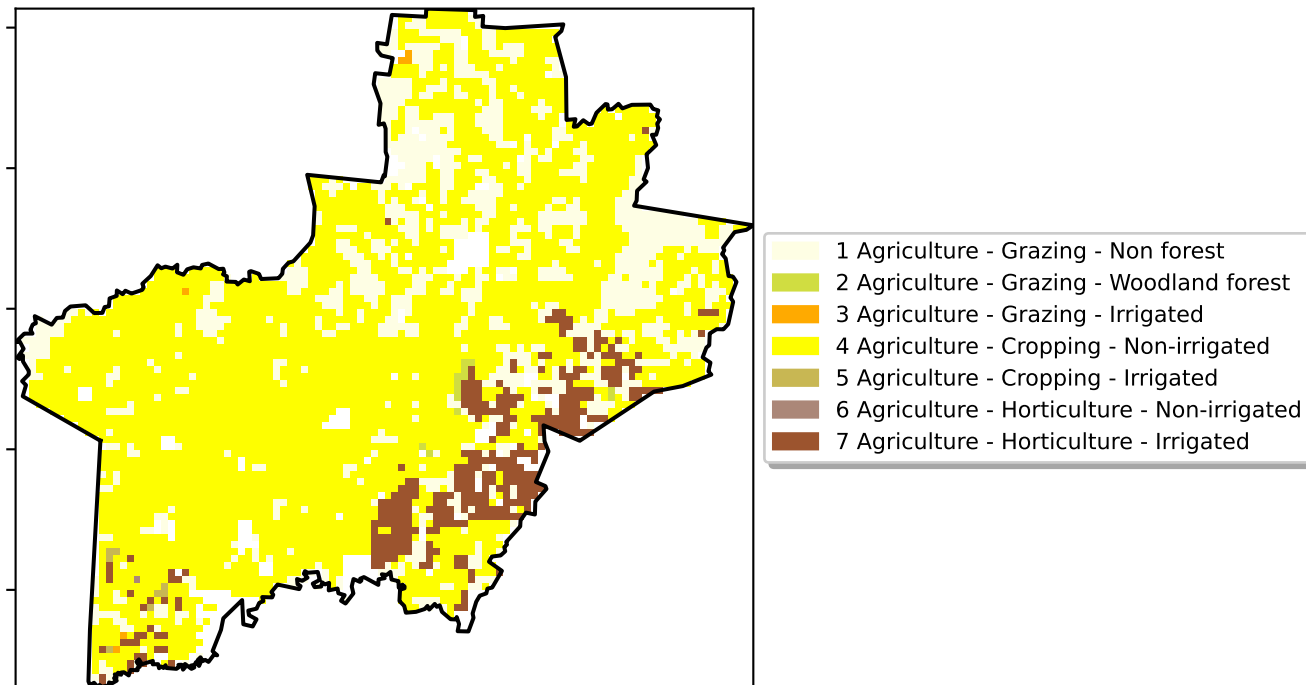 1 Agriculture - Grazing - Non forest
2 Agriculture - Grazing - Woodland forest
3 Agriculture - Grazing - Irrigated
4 Agriculture - Cropping - Non-irrigated
5 Agriculture - Cropping - Irrigated
6 Agriculture - Horticulture - Non-irrigated
7 Agriculture - Horticulture - Irrigated